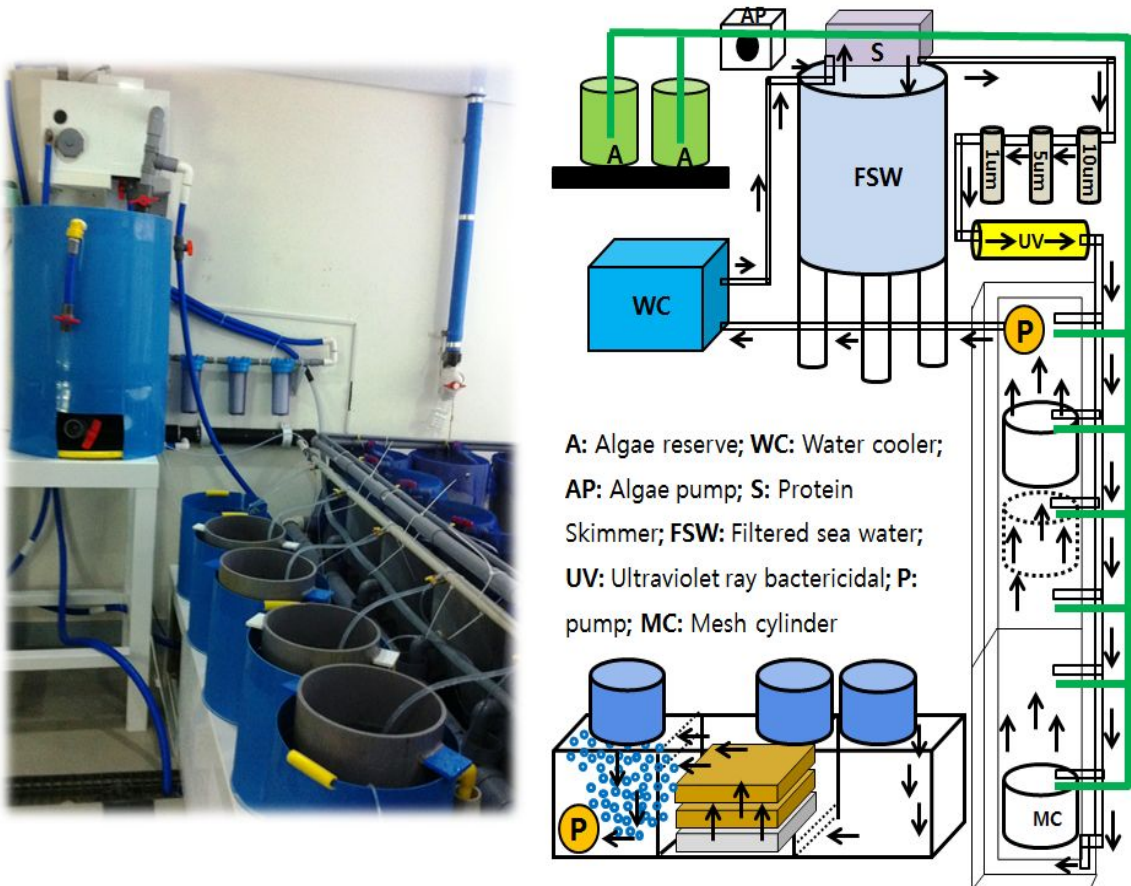 AP
S
A
A
FSW
1um
5um
10um
UV
WC
P
A: Algae reserve; WC: Water cooler;
AP: Algae pump; S: Protein
Skimmer; FSW: Filtered sea water;
UV: Ultraviolet ray bactericidal; P:
pump; MC: Mesh cylinder
P
MC